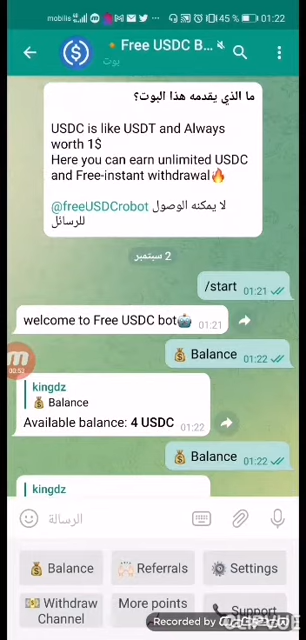 mobilis
45 %
01:22
Free USDC B...
بوت
ما الذي يقدمه هذا البوت؟
USDC is like USDT and Always
worth 1$
Here you can earn unlimited USDC
and Free-instant withdrawal🔥
@freeUSDCrobot لا يمكنه الوصول
للرسائل
2 سبتمبر
/start 01:21
welcome to Free USDC bot🤖 01:21
💰 Balance 01:22
kingdz
💰 Balance
Available balance: 4 USDC 01:22
00:52
💰 Balance 01:22
kingdz
الرسالة
💰 Balance
Referrals
Settings
Withdraw
Channel
More points
Support
Recorded by